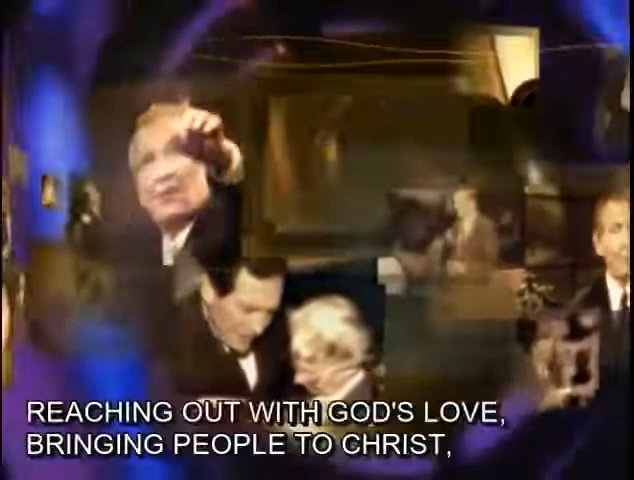 REACHING OUT WITH GOD'S LOVE,
BRINGING PEOPLE TO CHRIST,